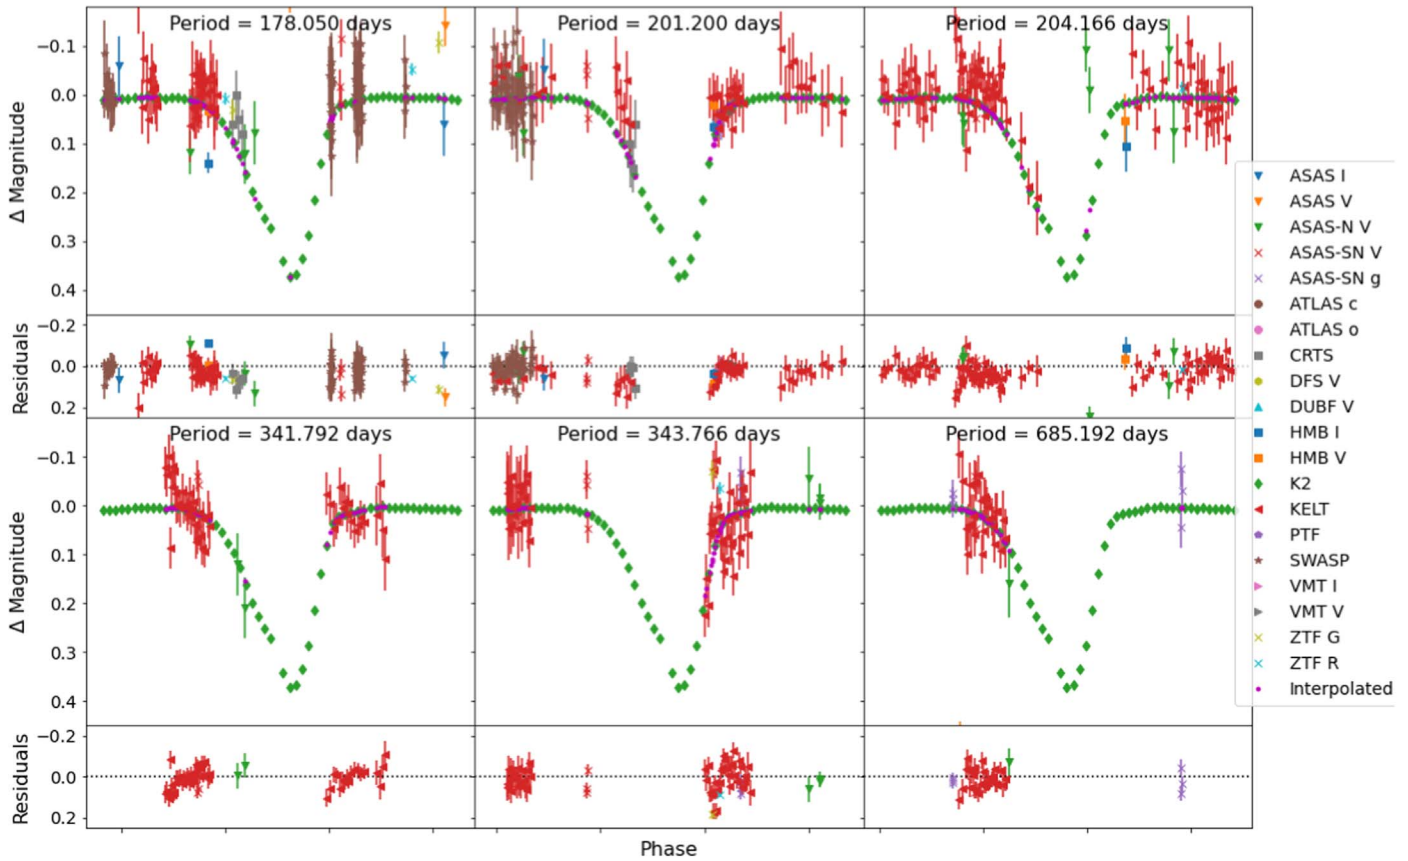 Period = 178.050 days
Period = 201.200 days
Period = 204.166 days
Δ Magnitude
−0.1
0.0
0.1
0.2
0.3
0.4
Residuals
−0.2
0.0
0.2
Period = 341.792 days
Period = 343.766 days
Period = 685.192 days
Δ Magnitude
−0.1
0.0
0.1
0.2
0.3
0.4
Residuals
−0.2
0.0
0.2
Phase
ASAS I
ASAS V
ASAS-N V
ASAS-SN V
ASAS-SN g
ATLAS c
ATLAS o
CRTS
DFS V
DUBF V
HMB I
HMB V
K2
KELT
PTF
SWASP
VMT I
VMT V
ZTF G
ZTF R
Interpolated